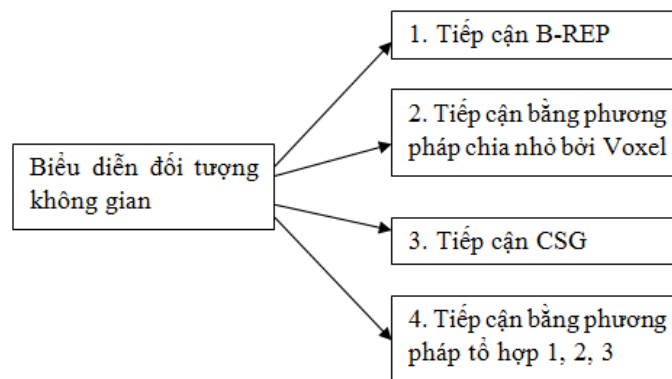 Biểu diễn đối tượng
không gian
1. Tiếp cận B-REP
2. Tiếp cận bằng phương
pháp chia nhỏ bởi Voxel
3. Tiếp cận CSG
4. Tiếp cận bằng phương
pháp tổ hợp 1, 2, 3